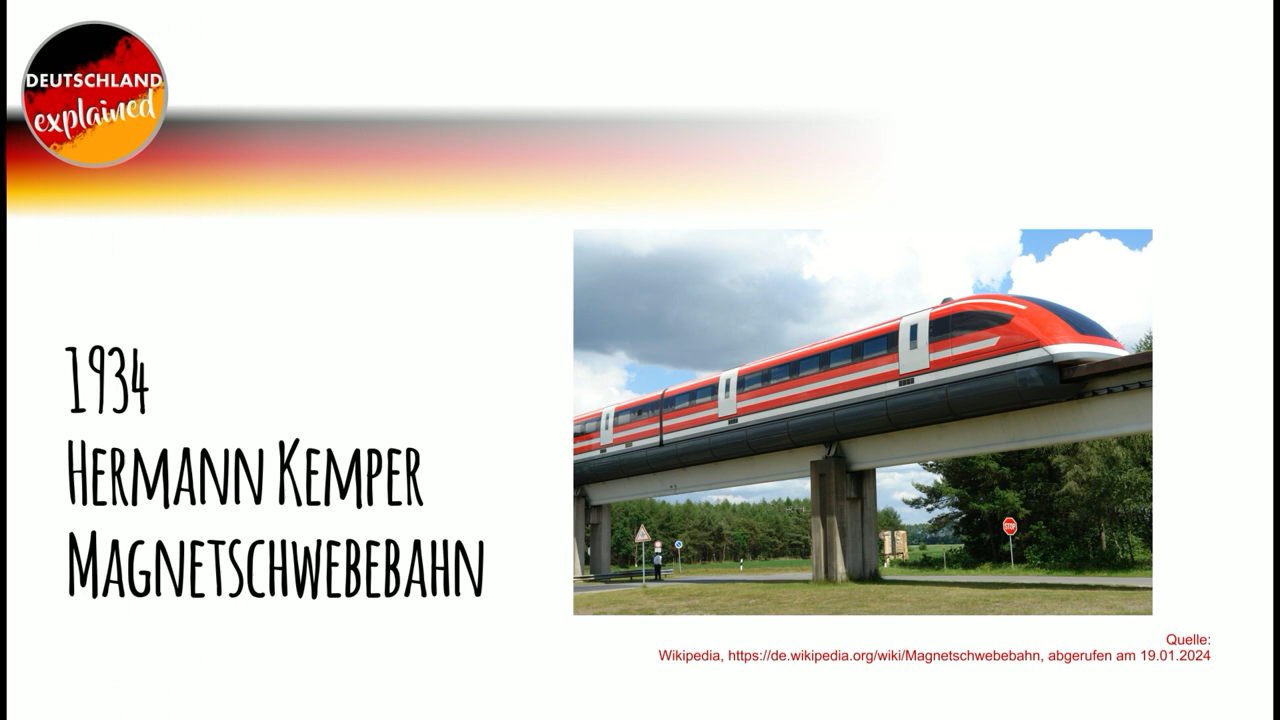 DEUTSCHLAND
explained
1934
HERMANN KEMPER
MAGNETSCHWEBEBAHN
STOP
Quelle:
Wikipedia, https://de.wikipedia.org/wiki/Magnetschwebebahn, abgerufen am 19.01.2024